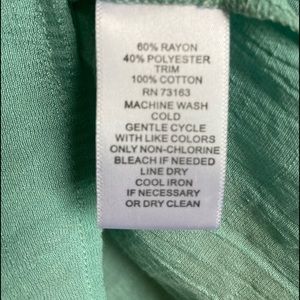 60% RAYON
40% POLYESTER
TRIM
100% COTTON
RN 73163
MACHINE WASH
COLD
GENTLE CYCLE
WITH LIKE COLORS
ONLY NON-CHLORINE
BLEACH IF NEEDED
LINE DRY
COOL IRON
IF NECESSARY
OR DRY CLEAN